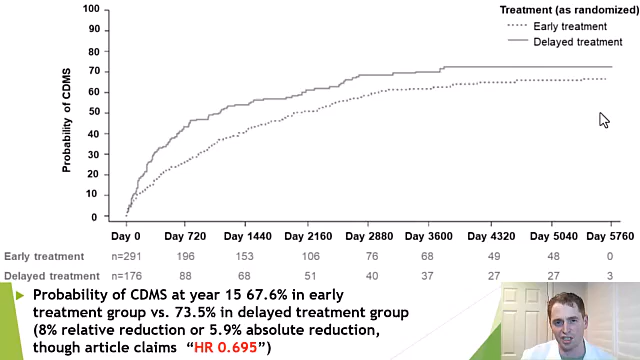 Treatment (as randomized)
Early treatment
Delayed treatment
Probability of CDMS
100
90
80
70
60
50
40
30
20
10
0
Day 0 Day 720 Day 1440 Day 2160 Day 2880 Day 3600 Day 4320 Day 5040 Day 5760
Early treatment n=291 196 153 106 76 68 49 48 0
Delayed treatment n=176 88 68 51 40 37 27 27 3
Probability of CDMS at year 15 67.6% in early
treatment group vs. 73.5% in delayed treatment group
(8% relative reduction or 5.9% absolute reduction,
though article claims “HR 0.695”)